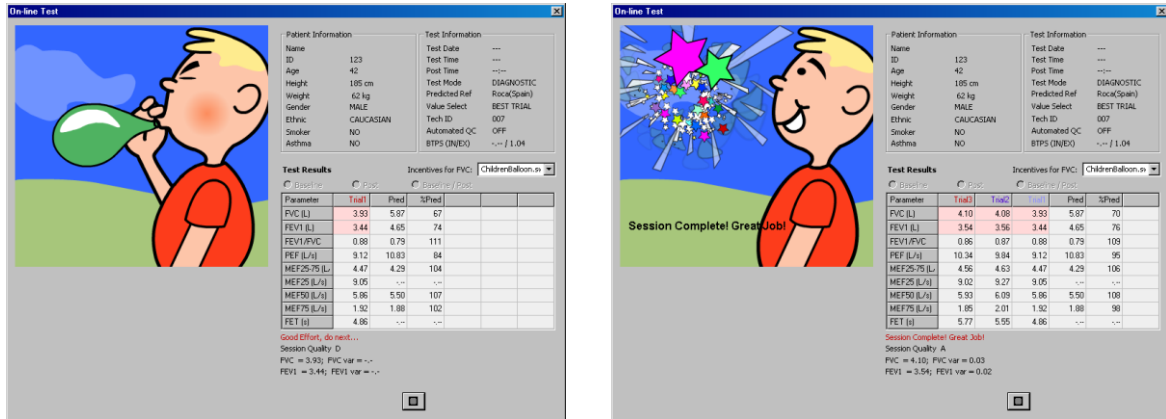 On-line Test
Patient Information
Name
ID 123
Age 42
Height 185 cm
Weight 62 kg
Gender MALE
Ethnic CAUCASIAN
Smoker NO
Asthma NO
Test Information
Test Date ---
Test Time ---
Post Time --:--
Test Mode DIAGNOSTIC
Predicted Ref Roca(Spain)
Value Select BEST TRIAL
Tech ID 007
Automated QC OFF
BTPS (IN/EX) -.-- / 1.04
Test Results Incentives for FVC: ChildrenBalloon.sv
Baseline Post Baseline / Post
Parameter Trial1 Pred %Pred
FVC (L) 3.93 5.87 67
FEV1 (L) 3.44 4.65 74
FEV1/FVC 0.88 0.79 111
PEF (L/s) 9.12 10.83 84
MEF25-75 (L/ 4.47 4.29 104
MEF25 (L/s) 9.05 -.-- -.--
MEF50 (L/s) 5.86 5.50 107
MEF75 (L/s) 1.92 1.88 102
FET (s) 4.86 -.-- -.--
Good Effort, do next...
Session Quality D
FVC = 3.93; FVC var = -.-
FEV1 = 3.44; FEV1 var = -.-
On-line Test
Session Complete! Great Job!
Patient Information
Name
ID 123
Age 42
Height 185 cm
Weight 62 kg
Gender MALE
Ethnic CAUCASIAN
Smoker NO
Asthma NO
Test Information
Test Date ---
Test Time ---
Post Time --:--
Test Mode DIAGNOSTIC
Predicted Ref Roca(Spain)
Value Select BEST TRIAL
Tech ID 007
Automated QC OFF
BTPS (IN/EX) -.-- / 1.04
Test Results Incentives for FVC: ChildrenBalloon.sv
Baseline Post Baseline / Post
Parameter Trial3 Trial2 Trial1 Pred %Pred
FVC (L) 4.10 4.08 3.93 5.87 70
FEV1 (L) 3.54 3.56 3.44 4.65 76
FEV1/FVC 0.86 0.87 0.88 0.79 109
PEF (L/s) 10.34 9.84 9.12 10.83 95
MEF25-75 (L/ 4.56 4.63 4.47 4.29 106
MEF25 (L/s) 9.02 9.27 9.05 -.-- -.--
MEF50 (L/s) 5.93 6.09 5.86 5.50 108
MEF75 (L/s) 1.85 2.01 1.92 1.88 98
FET (s) 5.77 5.55 4.86 -.-- -.--
Session Complete! Great Job!
Session Quality A
FVC = 4.10; FVC var = 0.03
FEV1 = 3.54; FEV1 var = 0.02